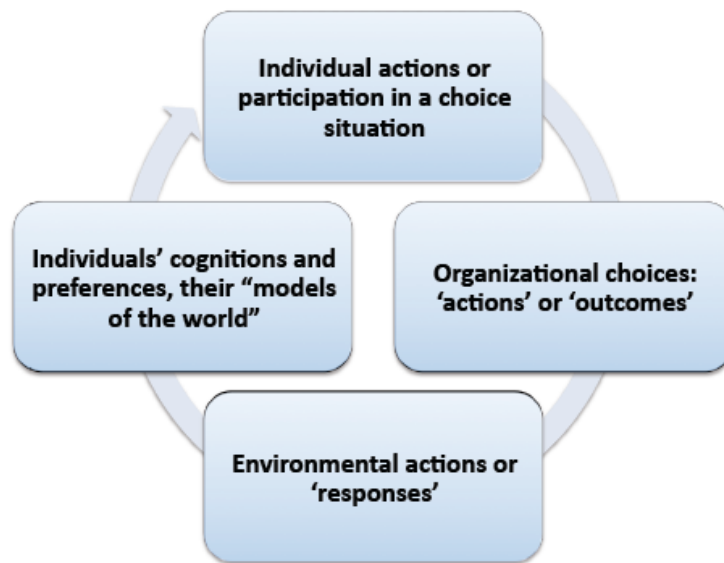 Individual actions or
participation in a choice
situation
Individuals’ cognitions and
preferences, their “models
of the world”
Organizational choices:
‘actions’ or ‘outcomes’
Environmental actions or
‘responses’